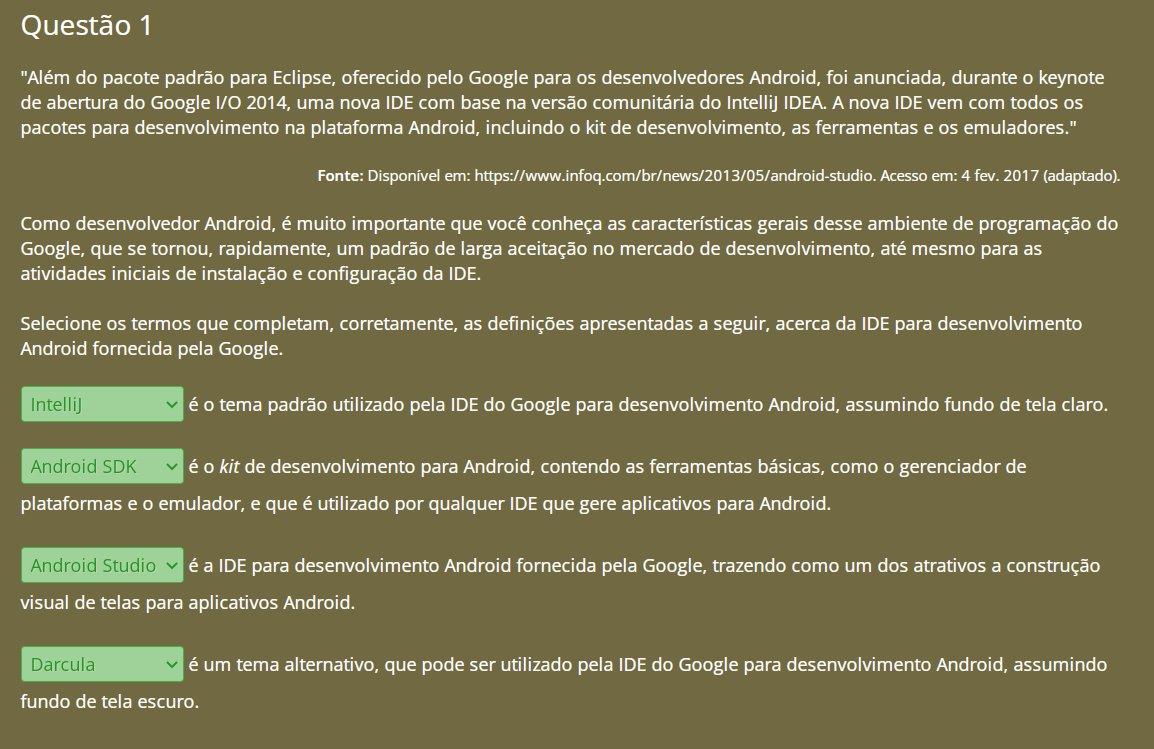 Questão 1
"Além do pacote padrão para Eclipse, oferecido pelo Google para os desenvolvedores Android, foi anunciada, durante o keynote
de abertura do Google I/O 2014, uma nova IDE com base na versão comunitária do IntelliJ IDEA. A nova IDE vem com todos os
pacotes para desenvolvimento na plataforma Android, incluindo o kit de desenvolvimento, as ferramentas e os emuladores."
Fonte: Disponível em: https://www.infoq.com/br/news/2013/05/android-studio. Acesso em: 4 fev. 2017 (adaptado).
Como desenvolvedor Android, é muito importante que você conheça as características gerais desse ambiente de programação do
Google, que se tornou, rapidamente, um padrão de larga aceitação no mercado de desenvolvimento, até mesmo para as
atividades iniciais de instalação e configuração da IDE.
Selecione os termos que completam, corretamente, as definições apresentadas a seguir, acerca da IDE para desenvolvimento
Android fornecida pela Google.
IntelliJ é o tema padrão utilizado pela IDE do Google para desenvolvimento Android, assumindo fundo de tela claro.
Android SDK é o kit de desenvolvimento para Android, contendo as ferramentas básicas, como o gerenciador de
plataformas e o emulador, e que é utilizado por qualquer IDE que gere aplicativos para Android.
Android Studio é a IDE para desenvolvimento Android fornecida pela Google, trazendo como um dos atrativos a construção
visual de telas para aplicativos Android.
Darcula é um tema alternativo, que pode ser utilizado pela IDE do Google para desenvolvimento Android, assumindo
fundo de tela escuro.